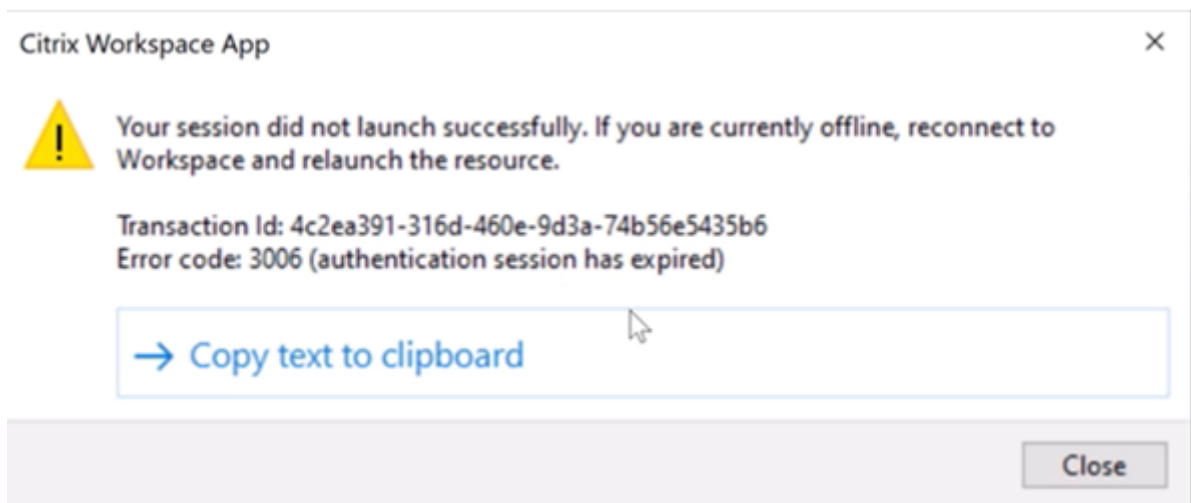 Citrix Workspace App
Your session did not launch successfully. If you are currently offline, reconnect to
Workspace and relaunch the resource.
Transaction Id: 4c2ea391-316d-460e-9d3a-74b56e5435b6
Error code: 3006 (authentication session has expired)
Copy text to clipboard
Close